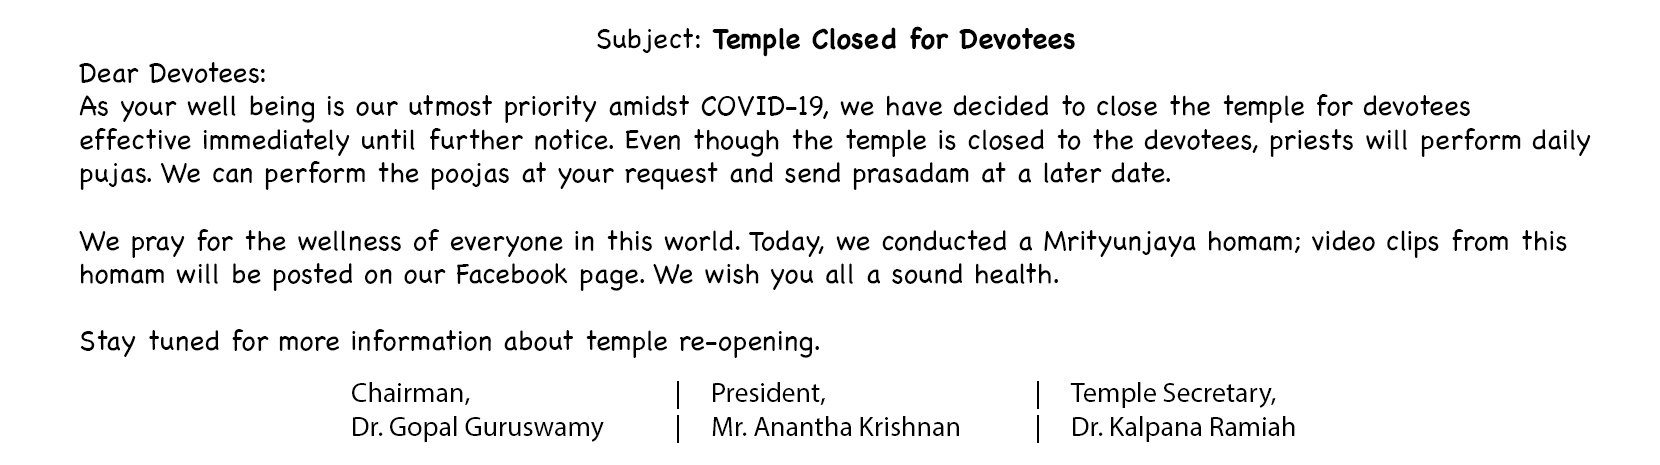 Subject: Temple Closed for Devotees
Dear Devotees:
As your well being is our utmost priority amidst COVID-19, we have decided to close the temple for devotees
effective immediately until further notice. Even though the temple is closed to the devotees, priests will perform daily
pujas. We can perform the poojas at your request and send prasadam at a later date.
We pray for the wellness of everyone in this world. Today, we conducted a Mrityunjaya homam; video clips from this
homam will be posted on our Facebook page. We wish you all a sound health.
Stay tuned for more information about temple re-opening.
Chairman, | President, | Temple Secretary,
Dr. Gopal Guruswamy | Mr. Anantha Krishnan | Dr. Kalpana Ramiah